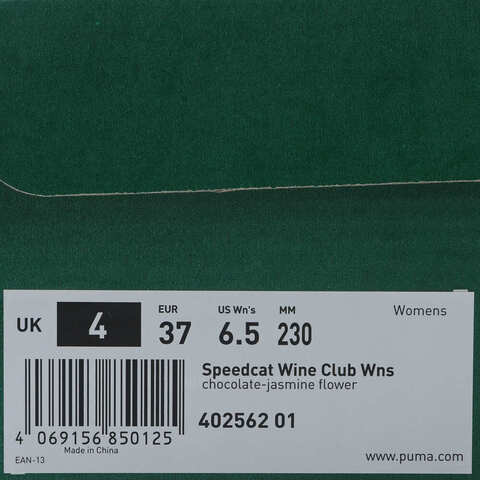 EUR US Wn's MM Womens
UK 4 37 6.5 230
Speedcat Wine Club Wns
chocolate-jasmine flower
402562 01
4 069156 850125
Made in China
EAN-13 www.puma.com